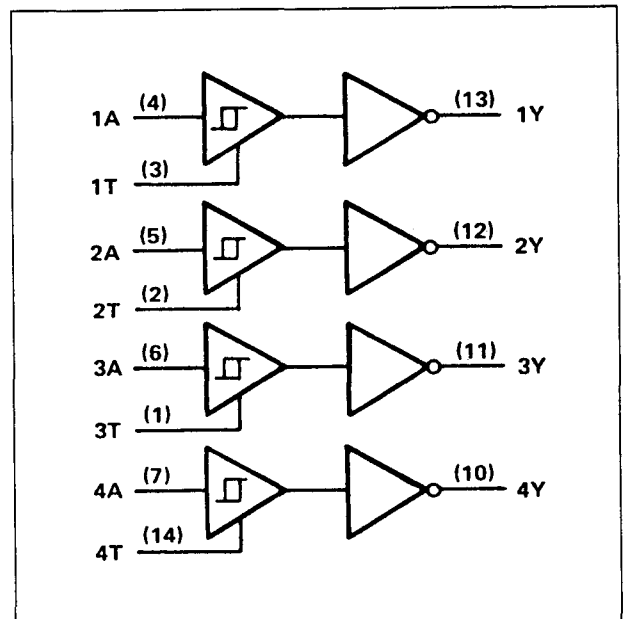 1A (4) (13) 1Y
1T (3)
2A (5) (12) 2Y
2T (2)
3A (6) (11) 3Y
3T (1)
4A (7) (10) 4Y
4T (14)